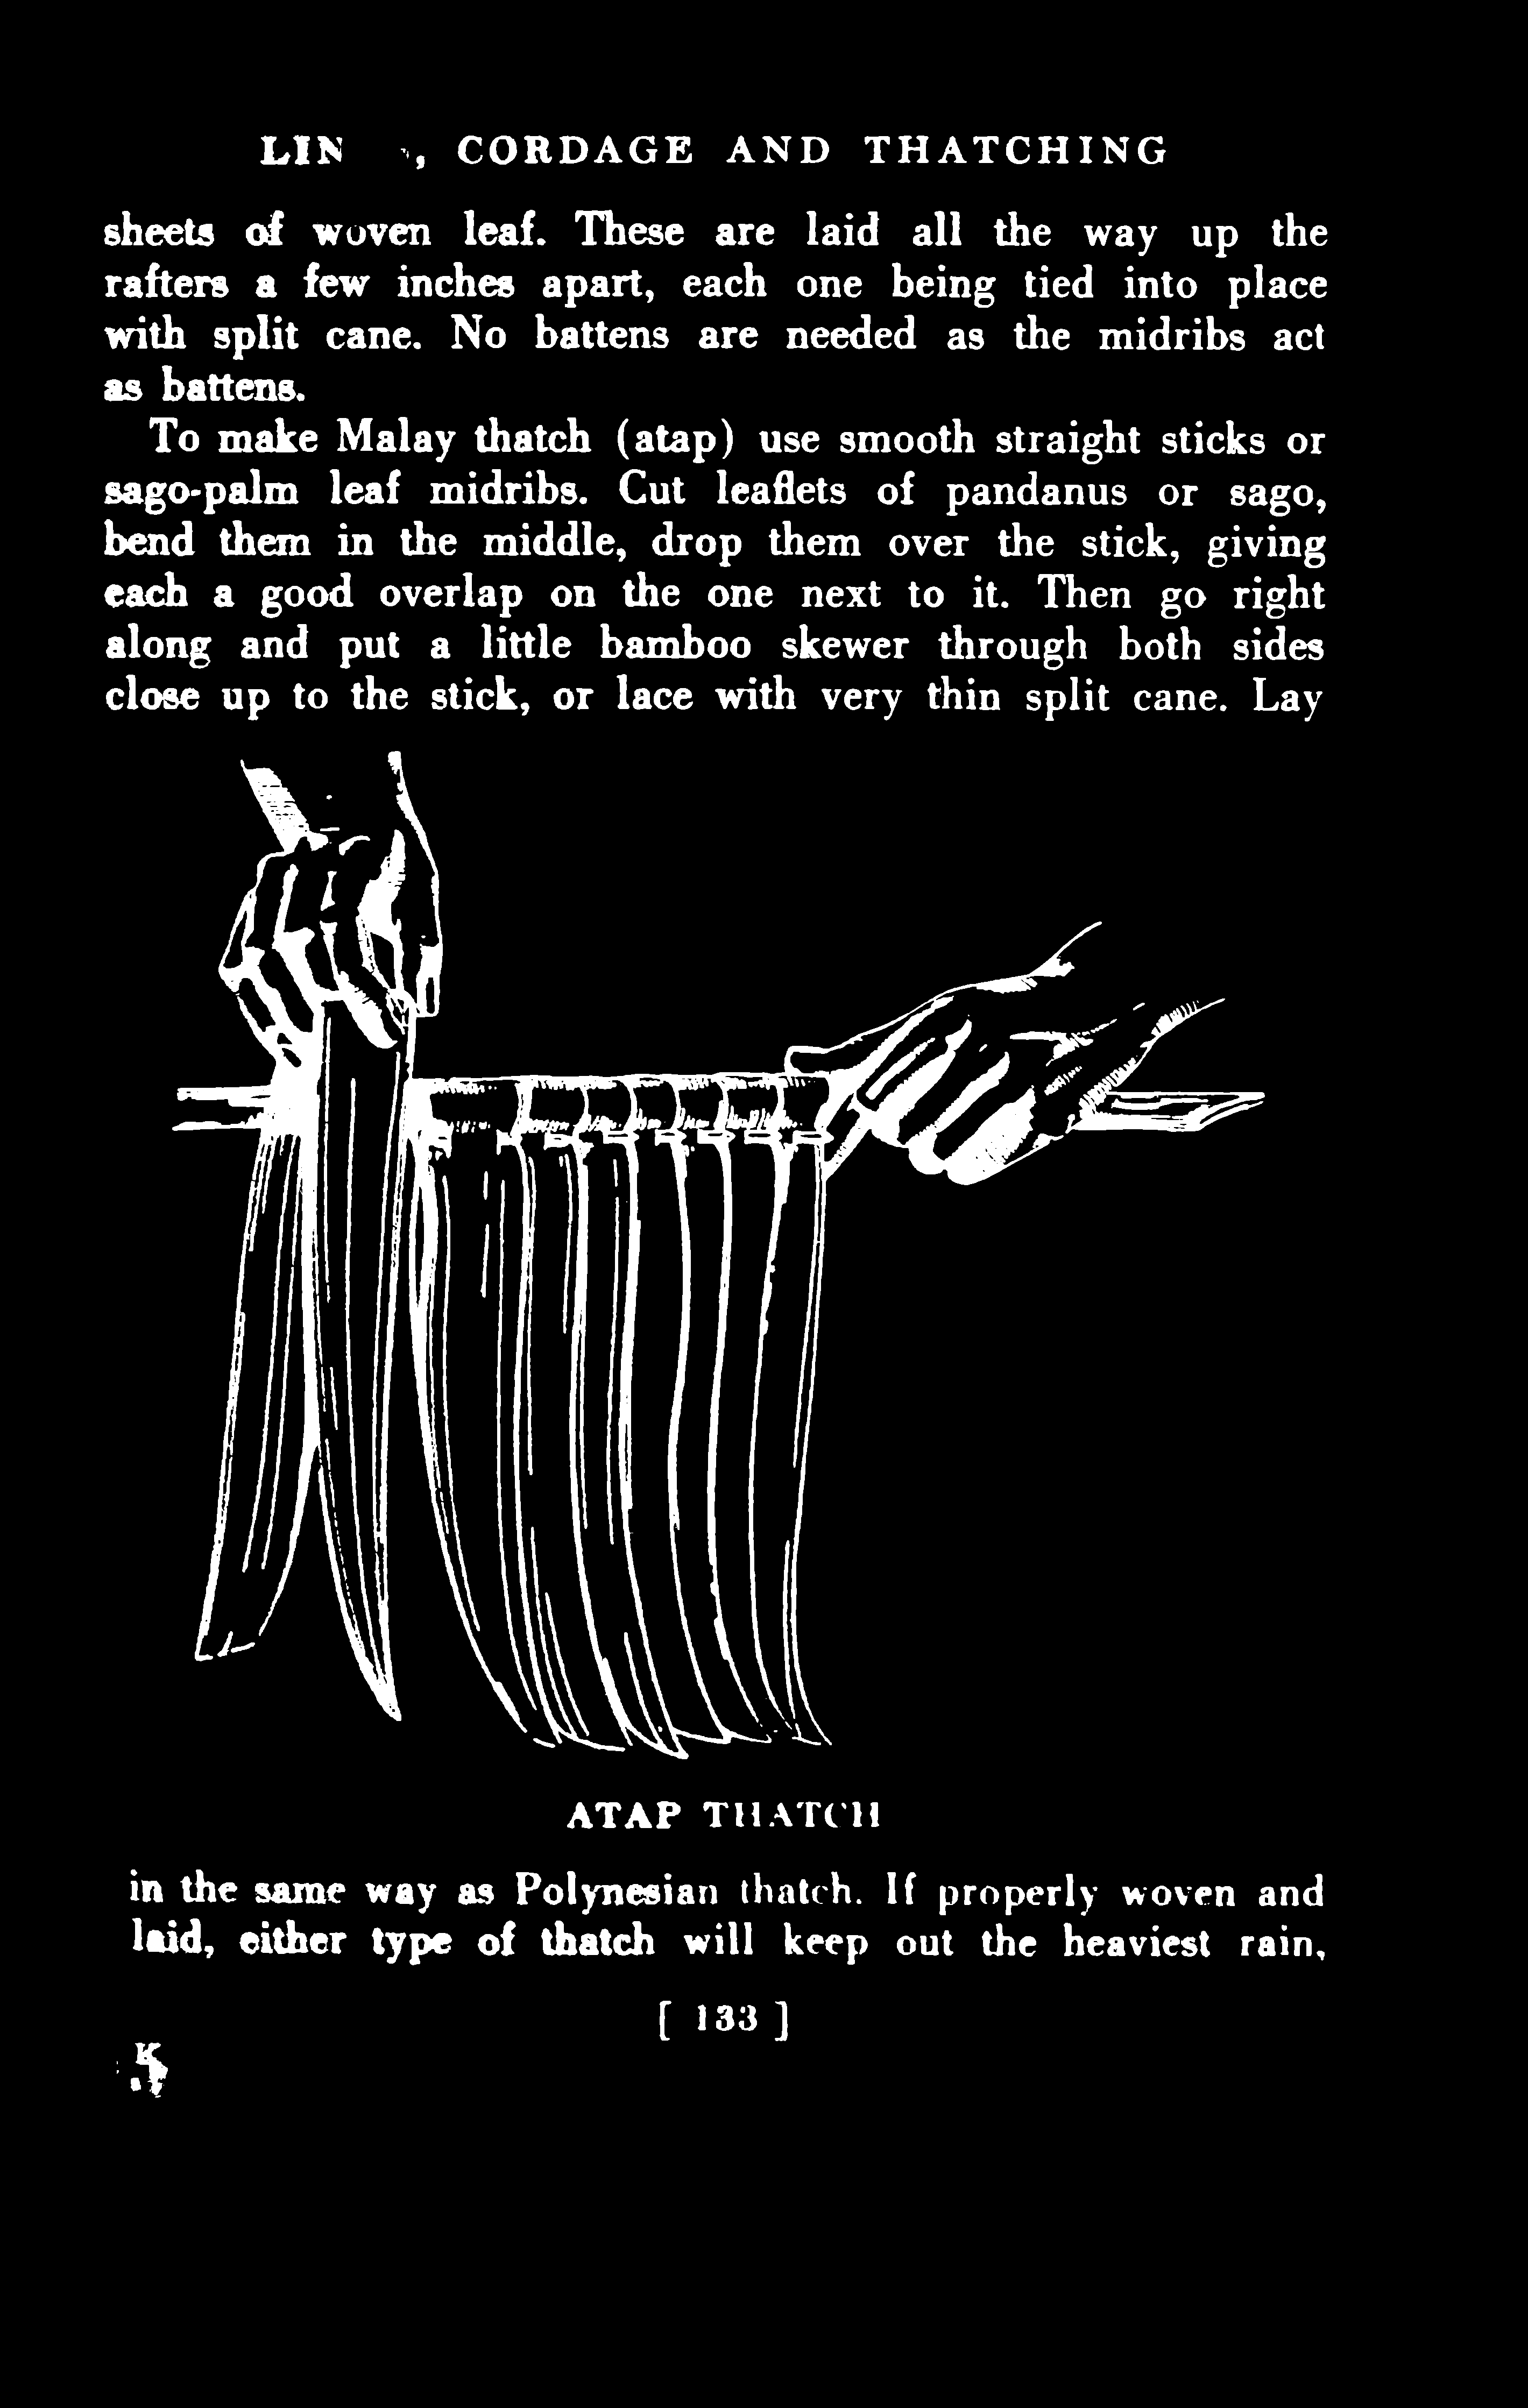 LIN , CORDAGE AND THATCHING
sheets of woven leaf. These are laid all the way up the
rafters a few inches apart, each one being tied into place
with split cane. No battens are needed as the midribs act
as battens.
To make Malay thatch (atap) use smooth straight sticks or
sago-palm leaf midribs. Cut leaflets of pandanus or sago,
bend them in the middle, drop them over the stick, giving
each a good overlap on the one next to it. Then go right
along and put a little bamboo skewer through both sides
close up to the stick, or lace with very thin split cane. Lay
ATAP THATCH
in the same way as Polynesian thatch. If properly woven and
laid, either type of thatch will keep out the heaviest rain,
[ 133 ]
K